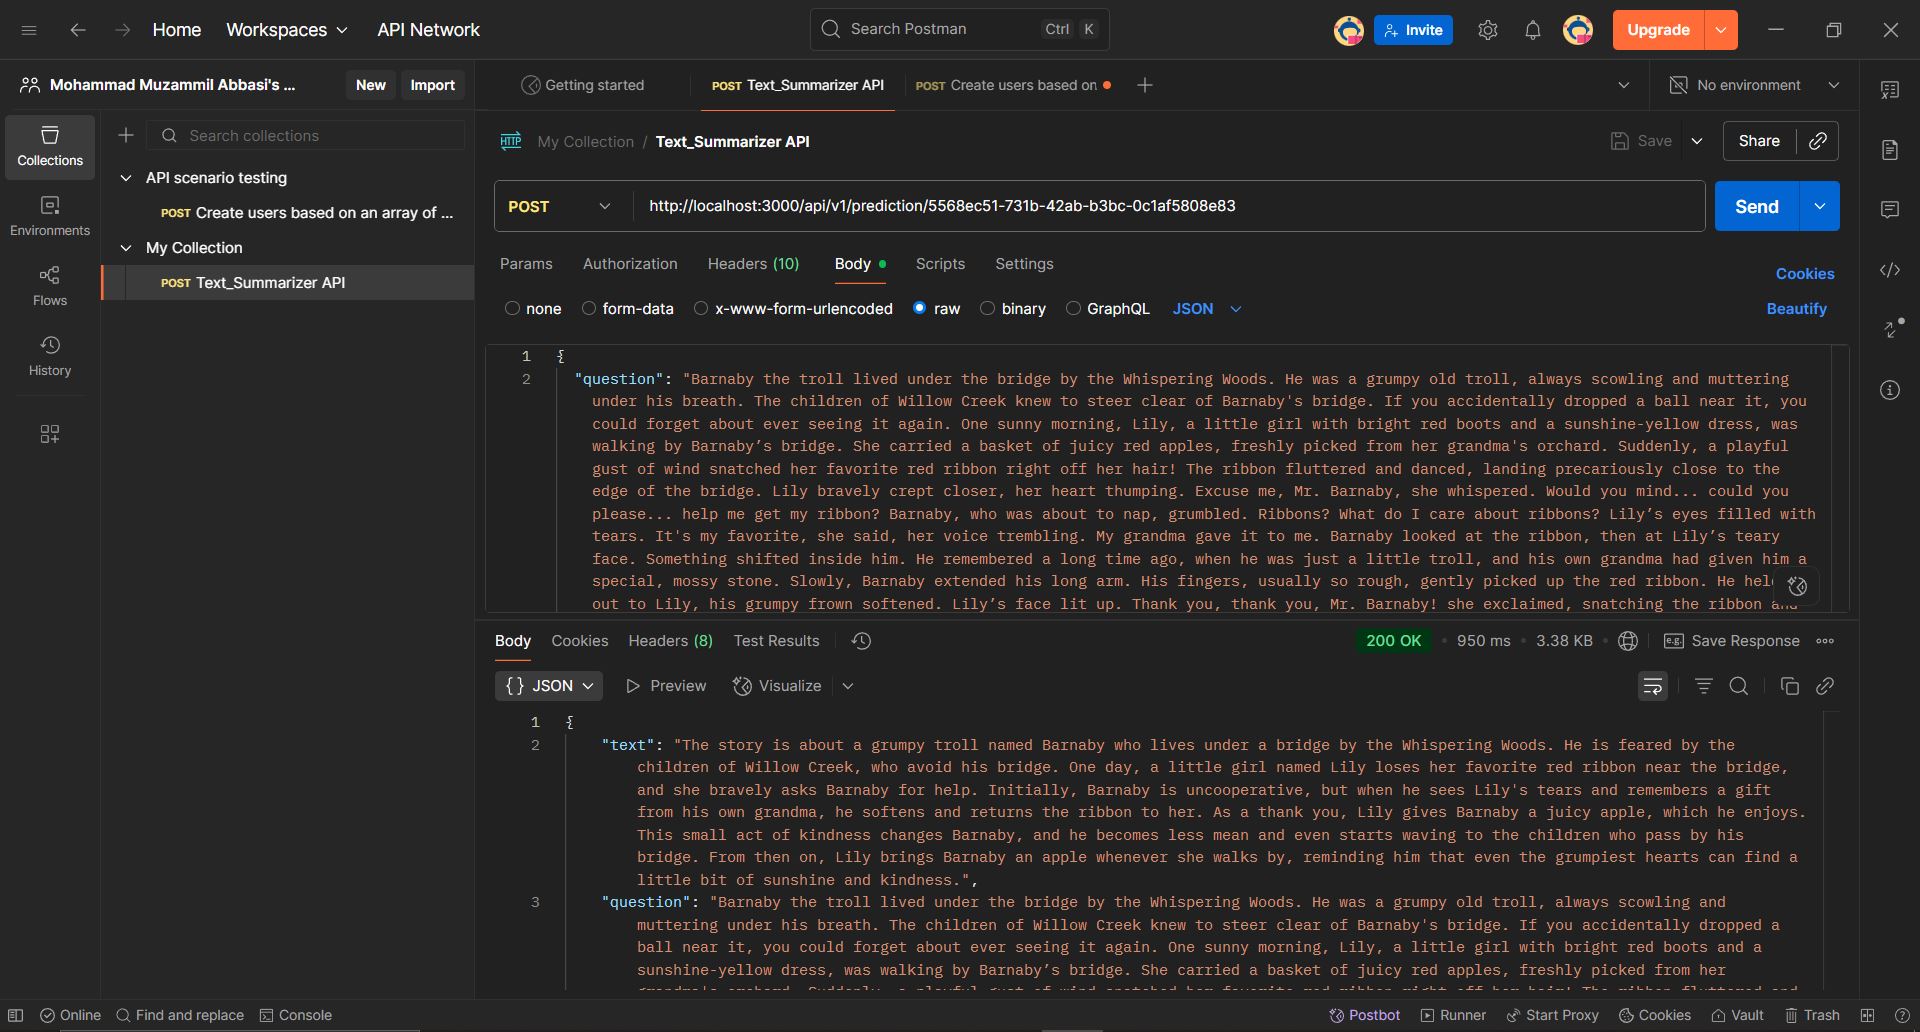 Home Workspaces API Network
Search Postman Ctrl K
Invite Upgrade
Mohammad Muzammil Abbasi's ... New Import
Getting started POST Text_Summarizer API POST Create users based on No environment
Collections
Search collections
API scenario testing
POST Create users based on an array of ...
My Collection
POST Text_Summarizer API
Environments
Flows
History
HTTP My Collection / Text_Summarizer API Save Share
POST http://localhost:3000/api/v1/prediction/5568ec51-731b-42ab-b3bc-0c1af5808e83 Send
Params Authorization Headers (10) Body Scripts Settings Cookies
none form-data x-www-form-urlencoded raw binary GraphQL JSON Beautify
1 {
2 "question": "Barnaby the troll lived under the bridge by the Whispering Woods. He was a grumpy old troll, always scowling and muttering
under his breath. The children of Willow Creek knew to steer clear of Barnaby's bridge. If you accidentally dropped a ball near it, you
could forget about ever seeing it again. One sunny morning, Lily, a little girl with bright red boots and a sunshine-yellow dress, was
walking by Barnaby’s bridge. She carried a basket of juicy red apples, freshly picked from her grandma's orchard. Suddenly, a playful
gust of wind snatched her favorite red ribbon right off her hair! The ribbon fluttered and danced, landing precariously close to the
edge of the bridge. Lily bravely crept closer, her heart thumping. Excuse me, Mr. Barnaby, she whispered. Would you mind... could you
please... help me get my ribbon? Barnaby, who was about to nap, grumbled. Ribbons? What do I care about ribbons? Lily’s eyes filled with
tears. It's my favorite, she said, her voice trembling. My grandma gave it to me. Barnaby looked at the ribbon, then at Lily’s teary
face. Something shifted inside him. He remembered a long time ago, when he was just a little troll, and his own grandma had given him a
special, mossy stone. Slowly, Barnaby extended his long arm. His fingers, usually so rough, gently picked up the red ribbon. He hel
out to Lily, his grumpy frown softened. Lily’s face lit up. Thank you, thank you, Mr. Barnaby! she exclaimed, snatching the ribbon and
Body Cookies Headers (8) Test Results 200 OK 950 ms 3.38 KB e.g. Save Response
{} JSON Preview Visualize
1 {
2 "text": "The story is about a grumpy troll named Barnaby who lives under a bridge by the Whispering Woods. He is feared by the
children of Willow Creek, who avoid his bridge. One day, a little girl named Lily loses her favorite red ribbon near the bridge,
and she bravely asks Barnaby for help. Initially, Barnaby is uncooperative, but when he sees Lily's tears and remembers a gift
from his own grandma, he softens and returns the ribbon to her. As a thank you, Lily gives Barnaby a juicy apple, which he enjoys.
This small act of kindness changes Barnaby, and he becomes less mean and even starts waving to the children who pass by his
bridge. From then on, Lily brings Barnaby an apple whenever she walks by, reminding him that even the grumpiest hearts can find a
little bit of sunshine and kindness.",
3 "question": "Barnaby the troll lived under the bridge by the Whispering Woods. He was a grumpy old troll, always scowling and
muttering under his breath. The children of Willow Creek knew to steer clear of Barnaby's bridge. If you accidentally dropped a
ball near it, you could forget about ever seeing it again. One sunny morning, Lily, a little girl with bright red boots and a
sunshine-yellow dress, was walking by Barnaby’s bridge. She carried a basket of juicy red apples, freshly picked from her
Online Find and replace Console Postbot Runner Start Proxy Cookies Vault Trash